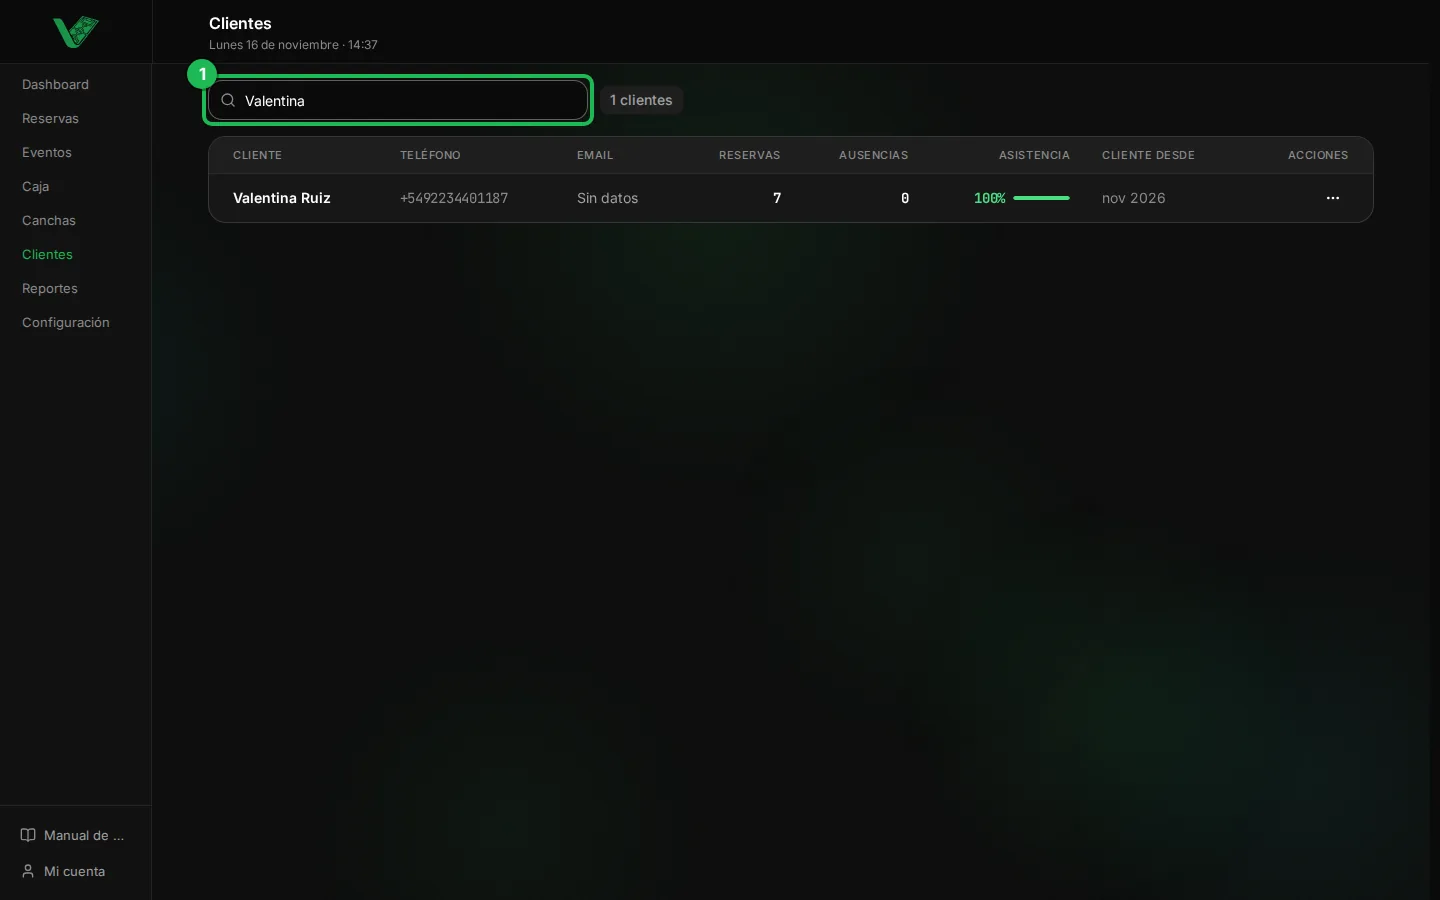 Clientes
Lunes 16 de noviembre · 14:37
Dashboard
Reservas
Eventos
Caja
Canchas
Clientes
Reportes
Configuración
Manual de ...
Mi cuenta
1
Valentina
1 clientes
CLIENTE TELÉFONO EMAIL RESERVAS AUSENCIAS ASISTENCIA CLIENTE DESDE ACCIONES
Valentina Ruiz +5492234401187 Sin datos 7 0 100% nov 2026 ...